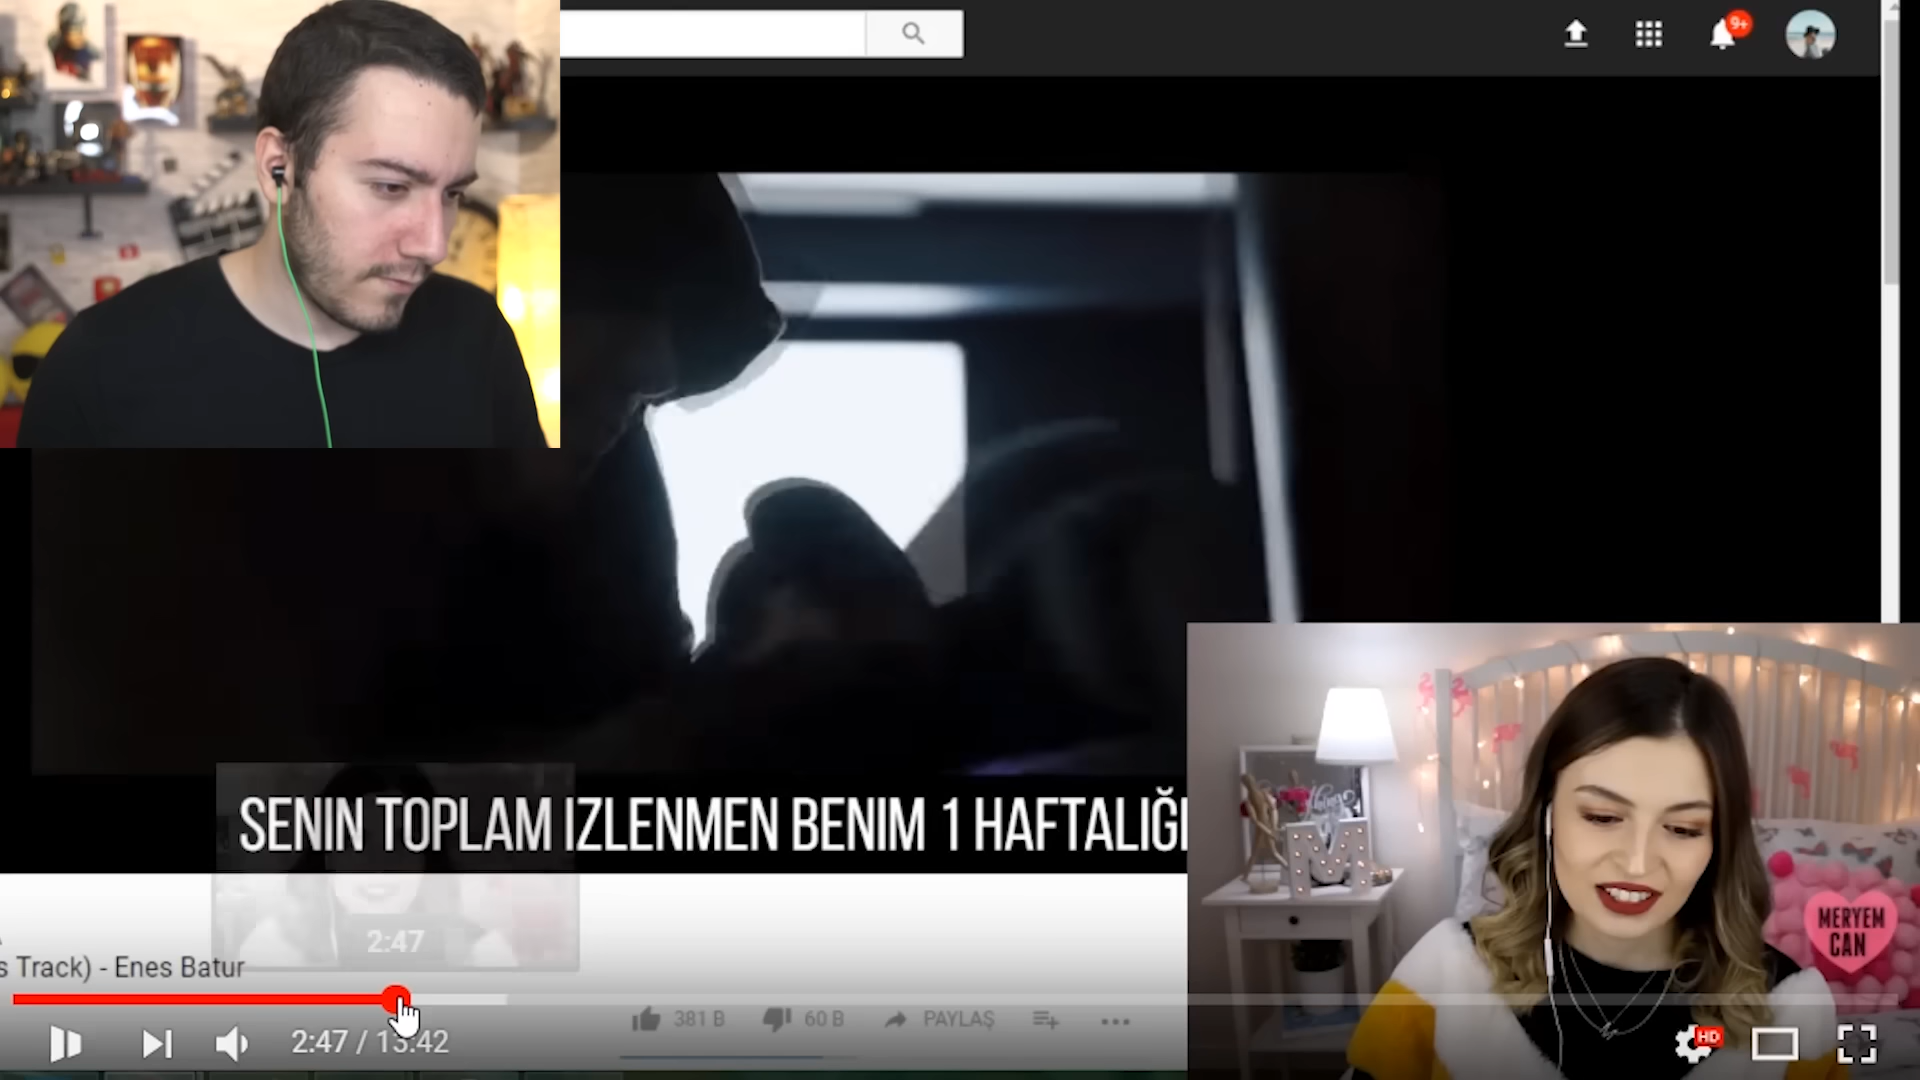 9+
SENIN TOPLAM IZLENMEN BENIM 1 HAFTALIĞI
MERYEM
CAN
2:47
s Track) - Enes Batur
381 B
60 B
PAYLAŞ
2:47 / 13:42
HD
M